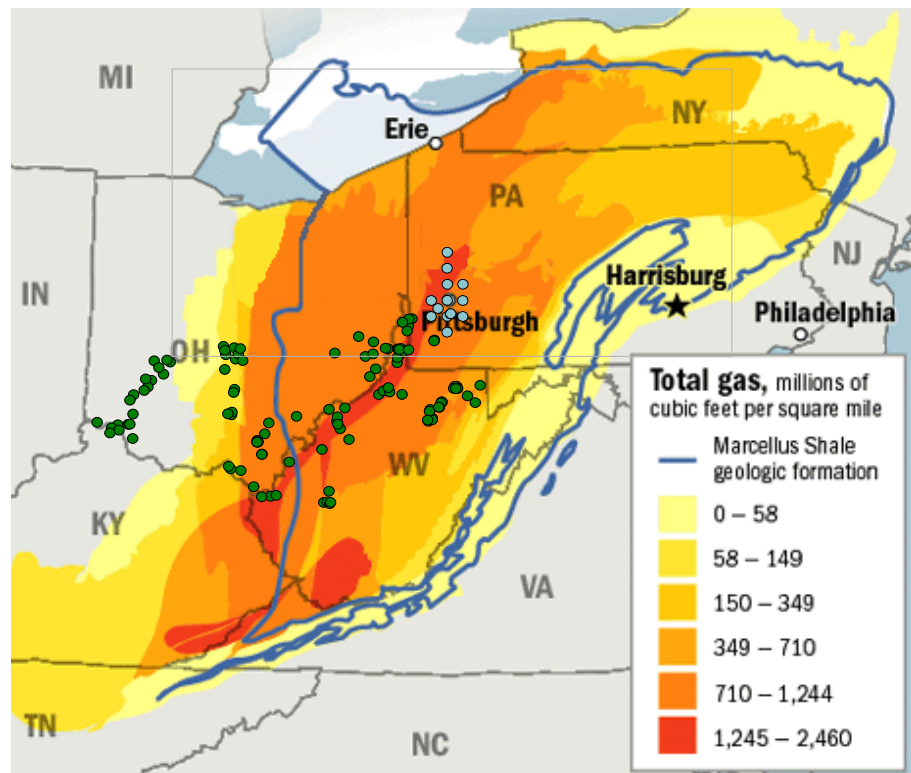 MI
NY
Erie
PA
NJ
IN
Harrisburg
Philadelphia
Pittsburgh
OH
Total gas, millions of
cubic feet per square mile
Marcellus Shale
geologic formation
WV
0 – 58
KY
58 – 149
VA
150 – 349
349 – 710
710 – 1,244
TN
1,245 – 2,460
NC